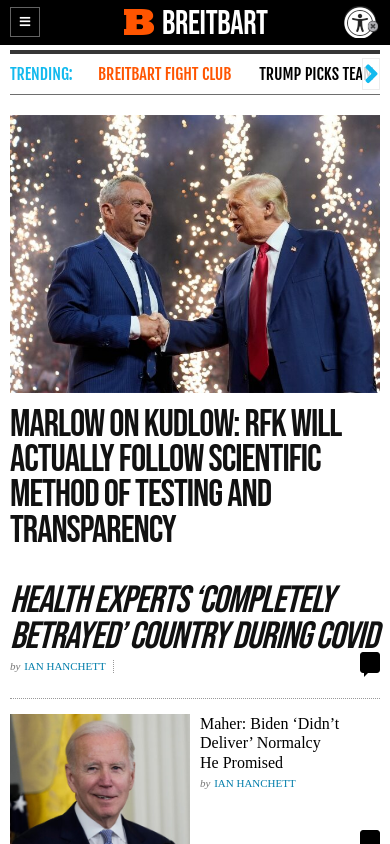 BREITBART
TRENDING: BREITBART FIGHT CLUB TRUMP PICKS TEA
MARLOW ON KUDLOW: RFK WILL
ACTUALLY FOLLOW SCIENTIFIC
METHOD OF TESTING AND
TRANSPARENCY
HEALTH EXPERTS ‘COMPLETELY
BETRAYED’ COUNTRY DURING COVID
by IAN HANCHETT
Maher: Biden ‘Didn’t
Deliver’ Normalcy
He Promised
by IAN HANCHETT